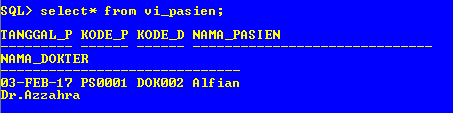 SQL> select* from vi_pasien;
TANGGAL_P KODE_P KODE_D NAMA_PASIEN
--------- ------ ------ ------------------------------
NAMA_DOKTER
------------------------------
03-FEB-17 PS0001 DOK002 Alfian
Dr.Azzahra